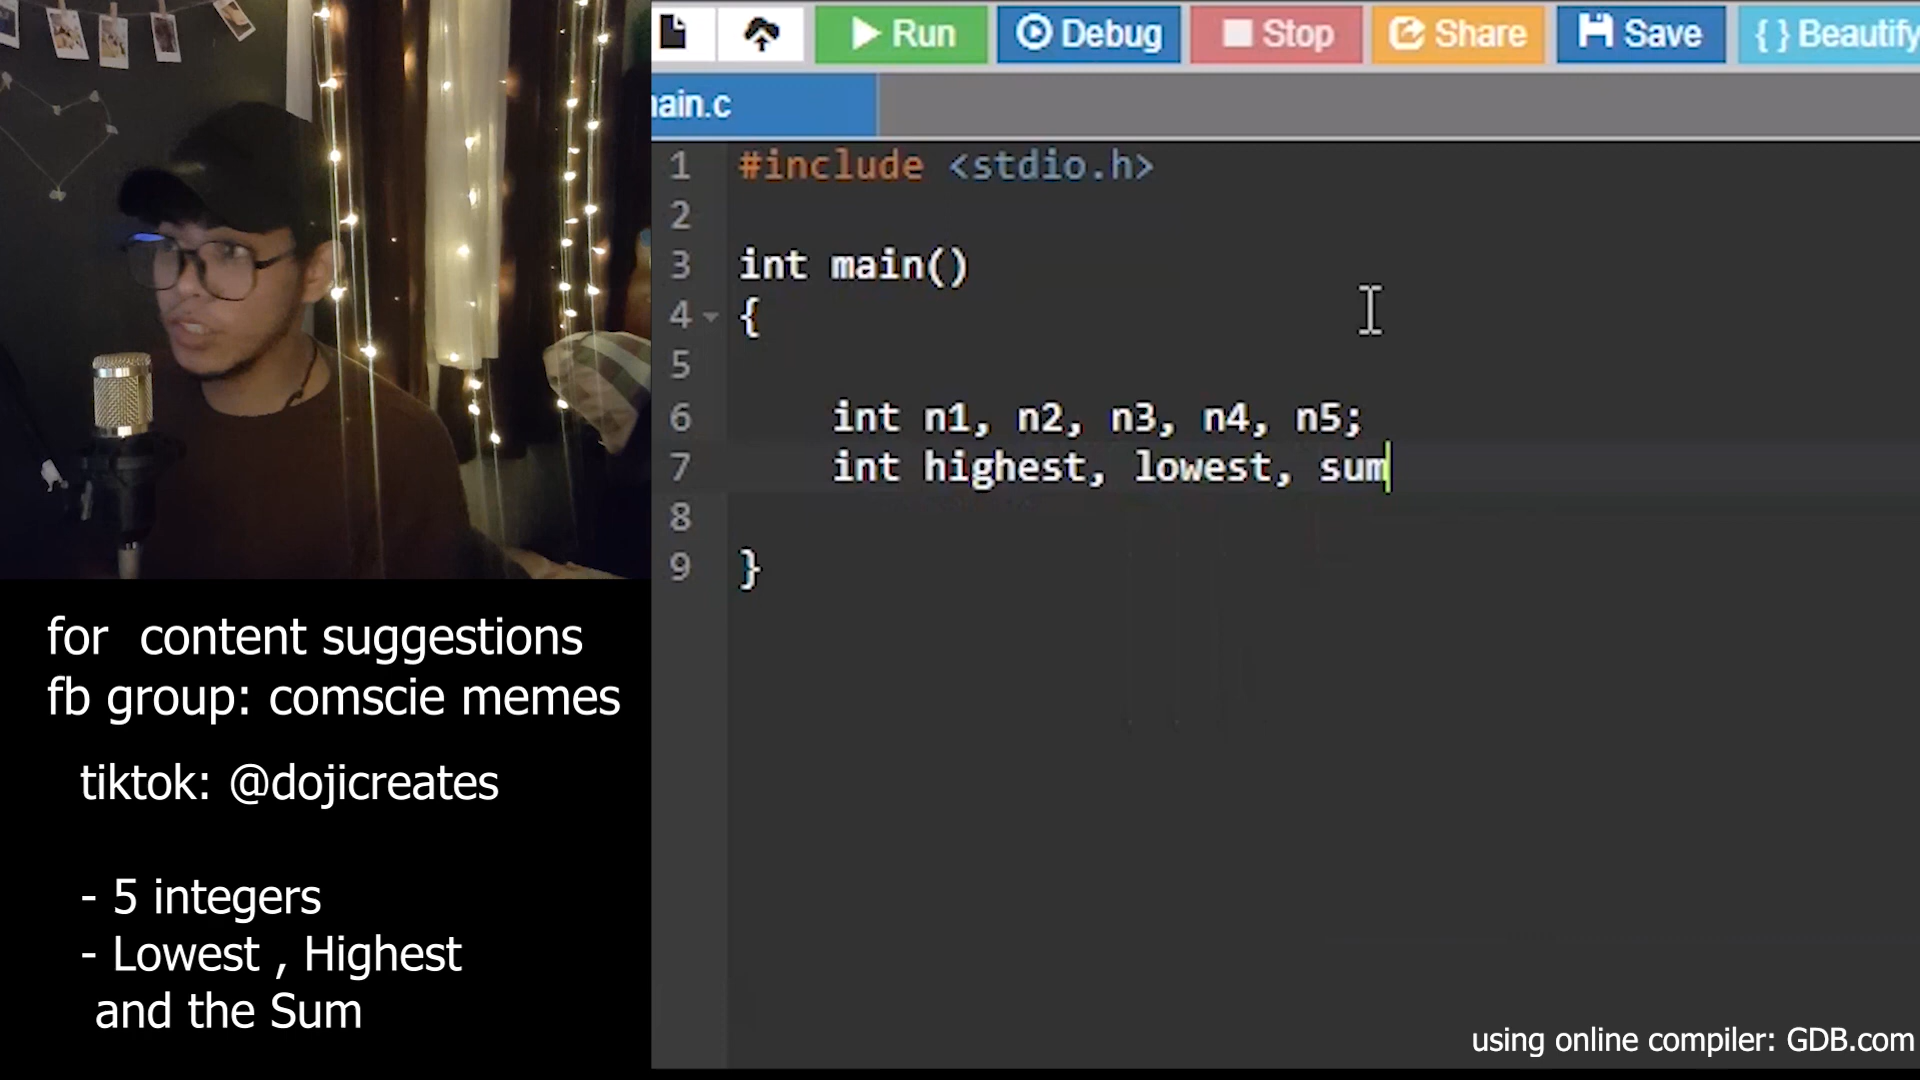 Run Debug Stop Share Save { } Beautify
main.c
1 #include <stdio.h>
2
3 int main()
4 {
5
6 int n1, n2, n3, n4, n5;
7 int highest, lowest, sum
8
9 }
for content suggestions
fb group: comscie memes
tiktok: @dojicreates
- 5 integers
- Lowest , Highest
and the Sum
using online compiler: GDB.com